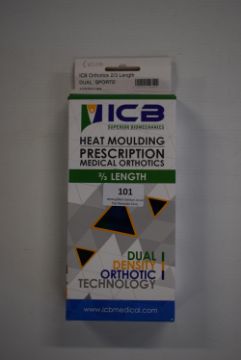 ICB Orthotics 2/3 Length
DUAL SPORTZ
ICB
SUPERIOR BIOMECHANICS
HEAT MOULDING
PRESCRIPTION
MEDICAL ORTHOTICS
⅔ LENGTH
101
DUAL
DENSITY
ORTHOTIC
TECHNOLOGY
www.icbmedical.com